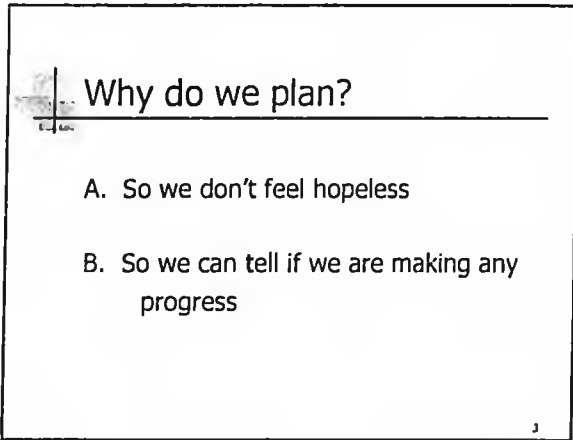 Why do we plan?
A. So we don't feel hopeless
B. So we can tell if we are making any
progress
3